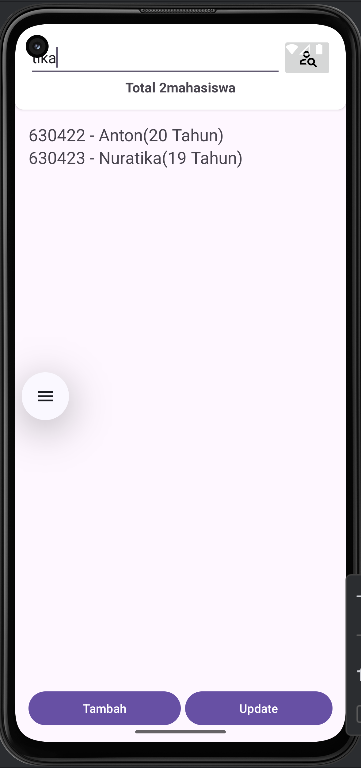 tika
Total 2mahasiswa
630422 - Anton(20 Tahun)
630423 - Nuratika(19 Tahun)
Tambah
Update